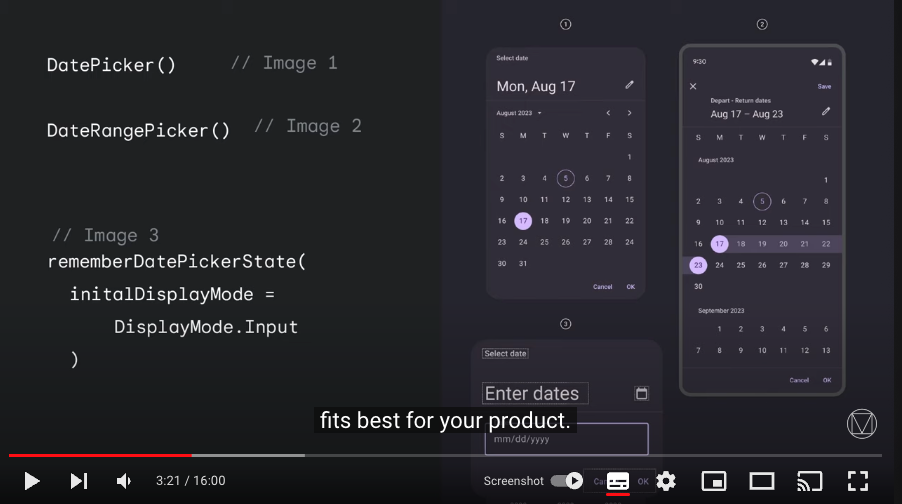 DatePicker() // Image 1
DateRangePicker() // Image 2
// Image 3
rememberDatePickerState(
initalDisplayMode =
DisplayMode.Input
)
1
Select date
Mon, Aug 17
August 2023
S M T W T F S
1
2 3 4 5 6 7 8
9 10 11 12 13 14 15
16 17 18 19 20 21 22
23 24 25 26 27 28 24
30 31
Cancel OK
2
9:30
Save
Depart - Return dates
Aug 17 – Aug 23
S M T W T F S
August 2023
1
2 3 4 5 6 7 8
9 10 11 12 13 14 15
16 17 18 19 20 21 22
23 24 25 26 27 28 29
30
September 2023
1 2 3 4 5 6
7 8 9 10 11 12 13
Cancel OK
3
Select date
Enter dates
mm/dd/yyyy
OK
fits best for your product.
3:21 / 16:00
Screenshot